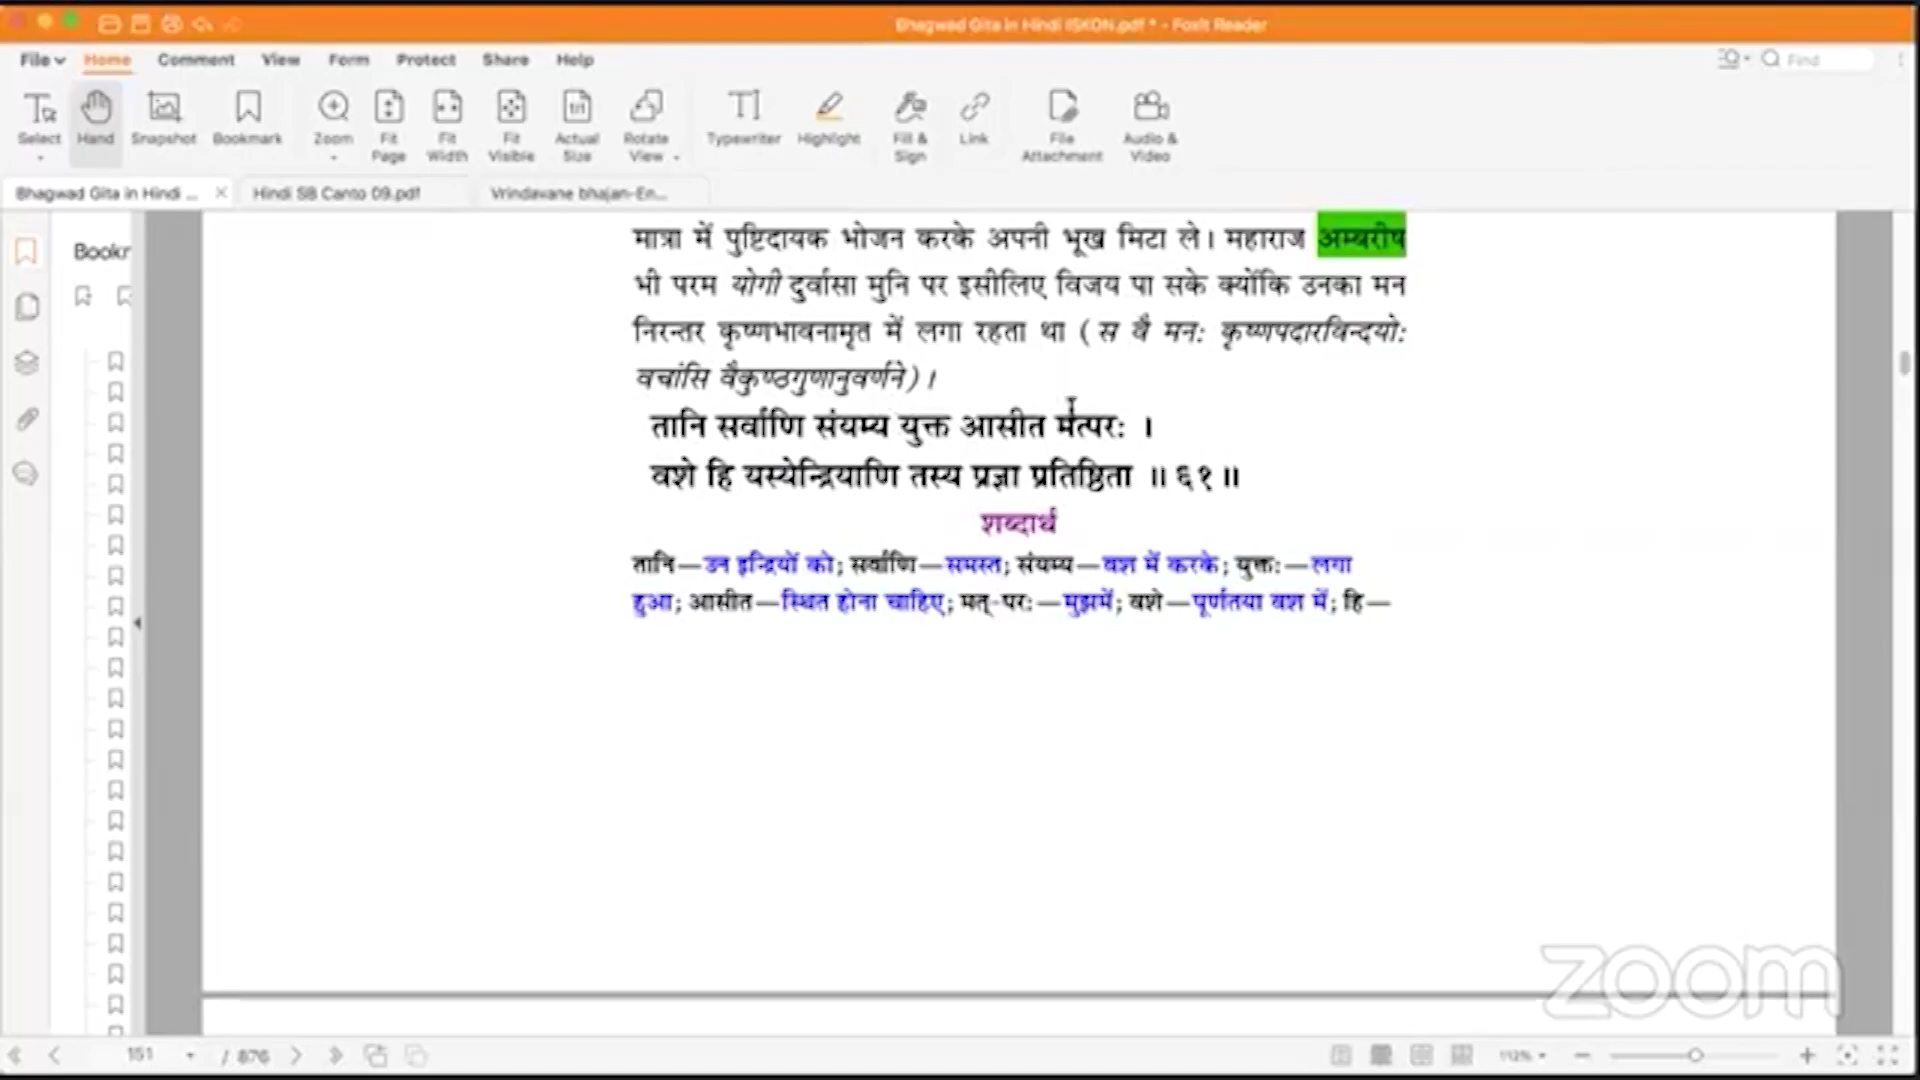 Bhagwad Gita in Hindi ISKON.pdf * - Foxit Reader
File Home Comment View Form Protect Share Help
Find
Select Hand Snapshot Bookmark Zoom Fit Page Fit Width Fit Visible Actual Size Rotate View Typewriter Highlight Fill & Sign Link File Attachment Audio & Video
Bhagwad Gita in Hindi ... Hindi SB Canto 09.pdf Vrindavane bhajan-En...
Bookr
मात्रा में पुष्टिदायक भोजन करके अपनी भूख मिटा ले। महाराज अम्बरीष
भी परम योगी दुर्वासा मुनि पर इसीलिए विजय पा सके क्योंकि उनका मन
निरन्तर कृष्णभावनामृत में लगा रहता था (स वै मनः कृष्णपदारविन्दयोः
वचांसि वैकुण्ठगुणानुवर्णने)।
तानि सर्वाणि संयम्य युक्त आसीत मत्परः ।
वशे हि यस्येन्द्रियाणि तस्य प्रज्ञा प्रतिष्ठिता ॥ ६१ ॥
शब्दार्थ
तानि—उन इन्द्रियों को; सर्वाणि—समस्त; संयम्य—वश में करके; युक्तः—लगा
हुआ; आसीत—स्थित होना चाहिए; मत्-परः—मुझमें; वशे—पूर्णतया वश में; हि—
zoom
151 / 876
112%